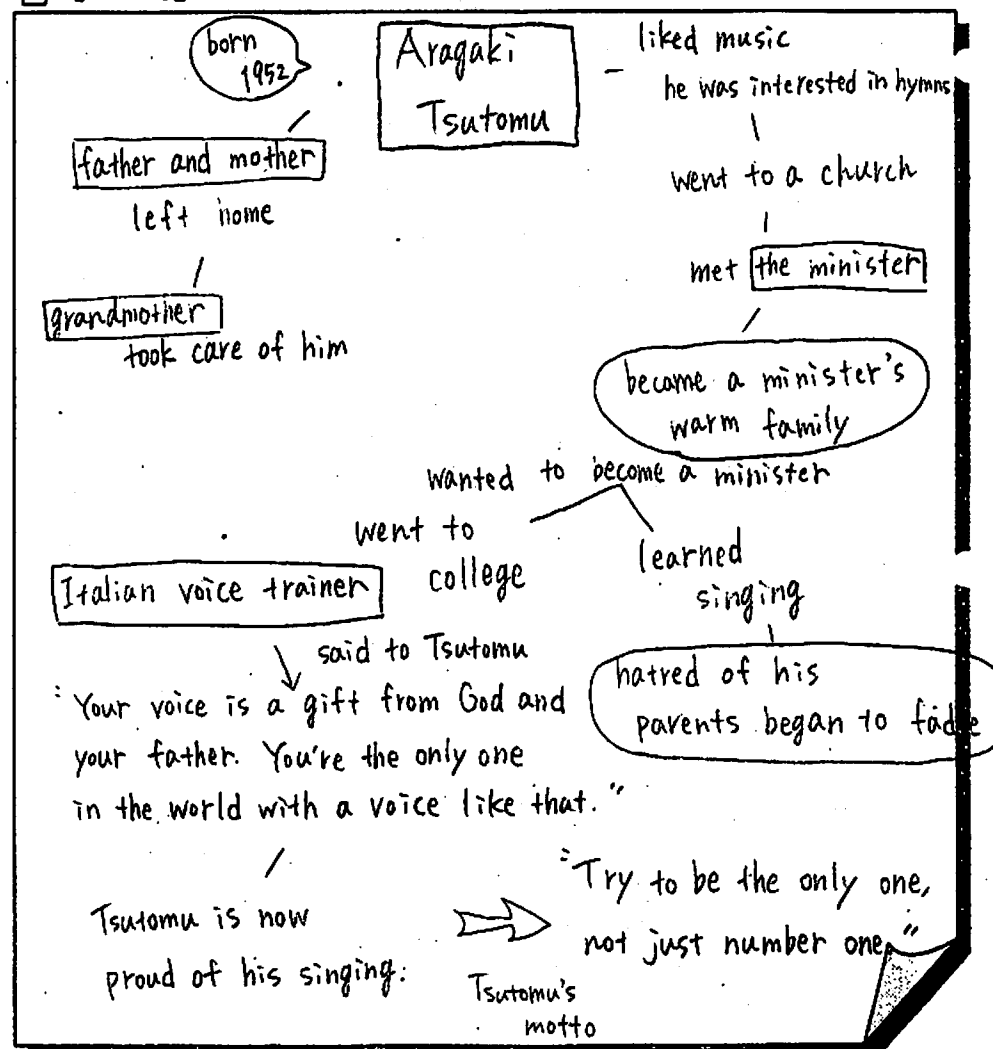 born
1952
Aragaki
Tsutomu
liked music
he was interested in hymns
father and mother
left home
went to a church
met the minister
grandmother
took care of him
became a minister's
warm family
wanted to become a minister
went to
college
learned
singing
Italian voice trainer
said to Tsutomu
hatred of his
parents began to fade
"Your voice is a gift from God and
your father. You're the only one
in the world with a voice like that."
Tsutomu is now
proud of his singing.
Tsutomu's
motto
"Try to be the only one,
not just number one."